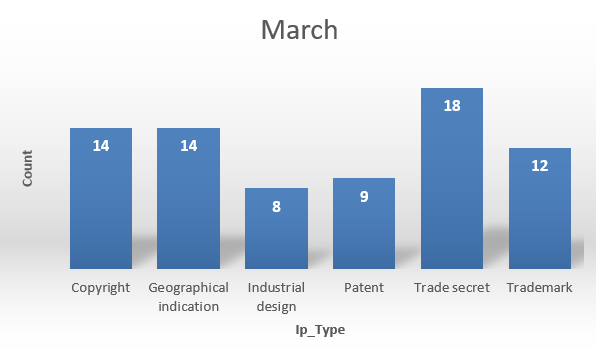 March
Count
14
14
8
9
18
12
Copyright
Geographical
indication
Industrial
design
Patent
Trade secret
Trademark
Ip_Type